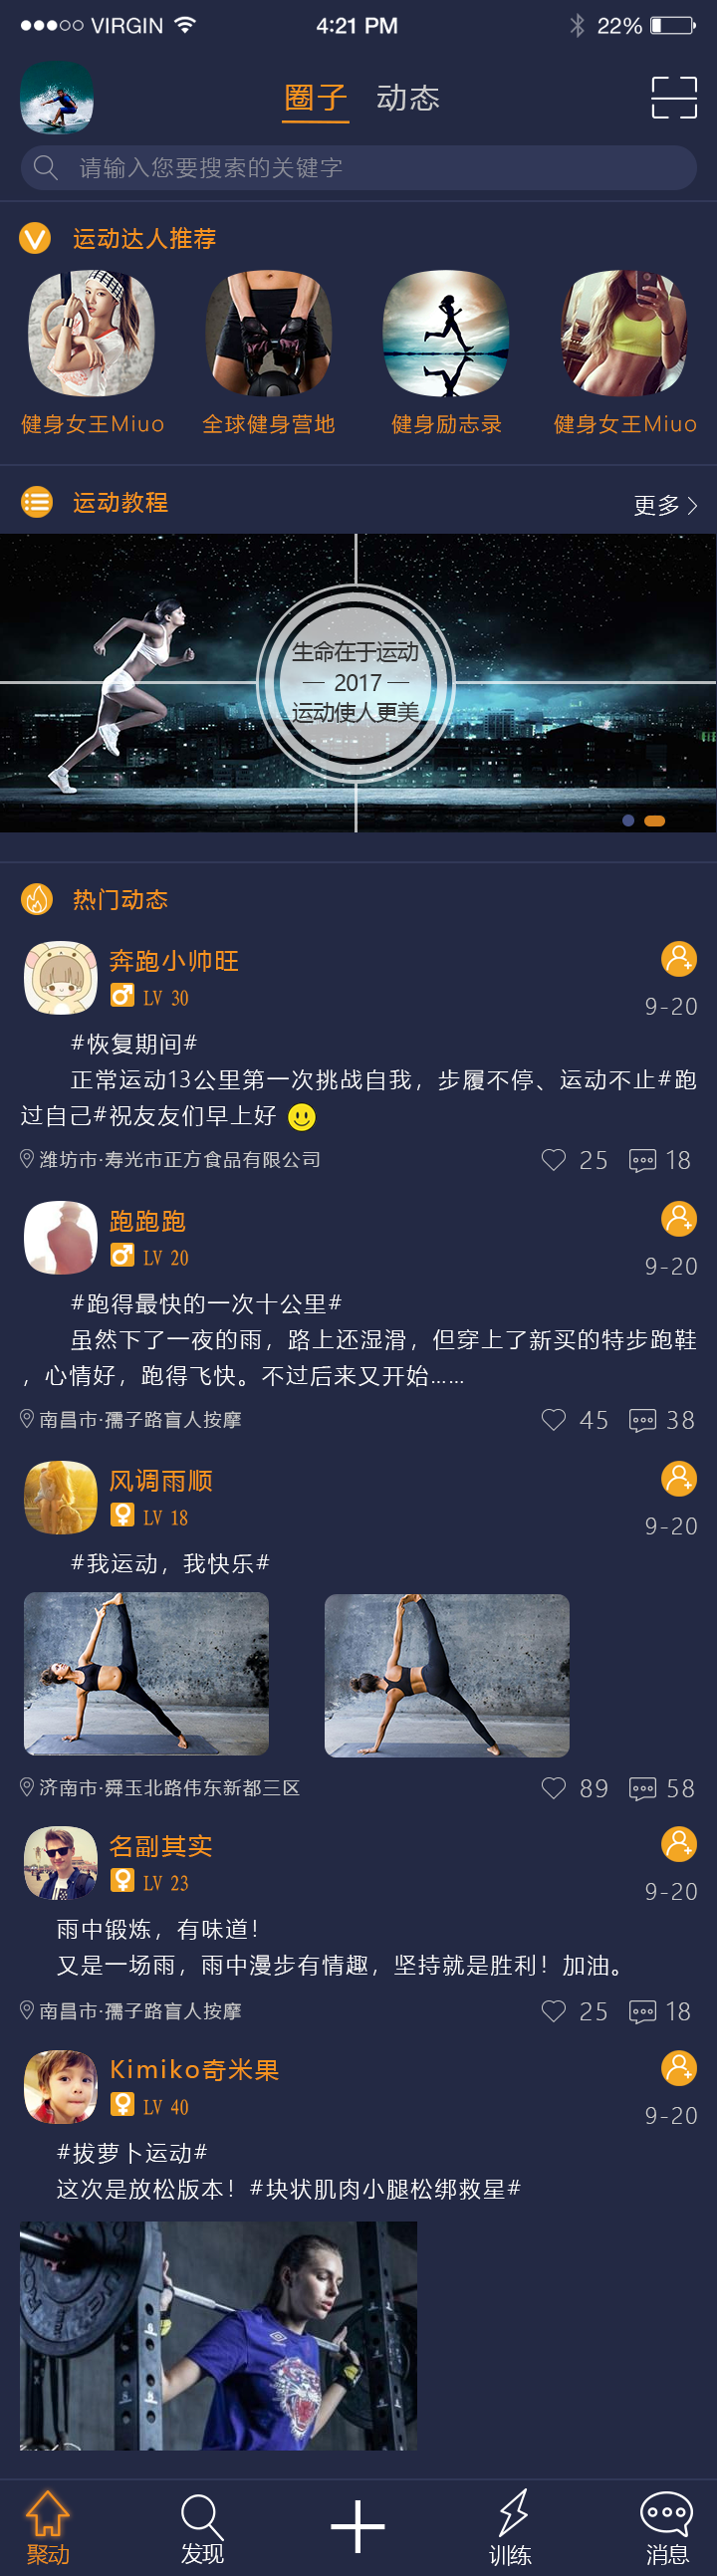 VIRGIN 4:21 PM 22%
圈子 动态
请输入您要搜索的关键字
运动达人推荐
健身女王Miuo 全球健身营地 健身励志录 健身女王Miuo
运动教程 更多
生命在于运动
2017
运动使人更美
热门动态
奔跑小帅旺
LV 30
9-20
#恢复期间#
正常运动13公里第一次挑战自我，步履不停、运动不止#跑
过自己#祝友友们早上好
潍坊市·寿光市正方食品有限公司 25 18
跑跑跑
LV 20
9-20
#跑得最快的一次十公里#
虽然下了一夜的雨，路上还湿滑，但穿上了新买的特步跑鞋
，心情好，跑得飞快。不过后来又开始......
南昌市·孺子路盲人按摩 45 38
风调雨顺
LV 18
9-20
#我运动，我快乐#
济南市·舜玉北路伟东新都三区 89 58
名副其实
LV 23
9-20
雨中锻炼，有味道！
又是一场雨，雨中漫步有情趣，坚持就是胜利！加油。
南昌市·孺子路盲人按摩 25 18
Kimiko奇米果
LV 40
9-20
#拔萝卜运动#
这次是放松版本！#块状肌肉小腿松绑救星#
聚动 发现 训练 消息